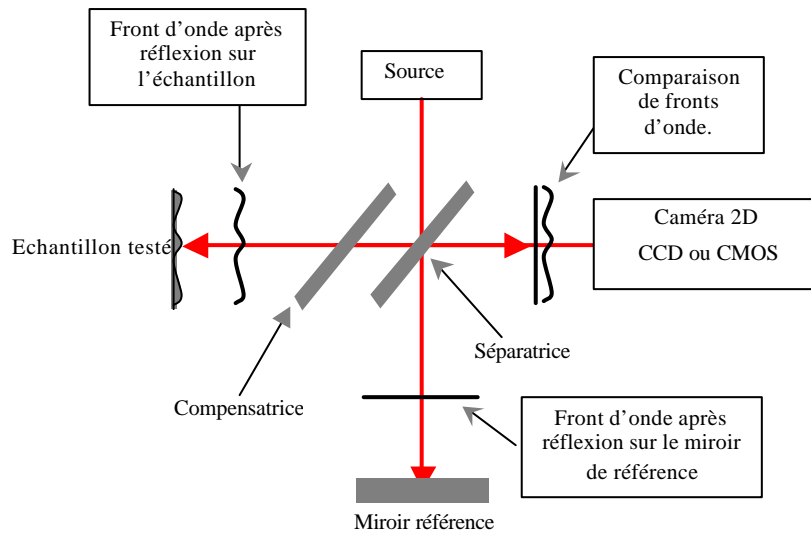 Front d'onde après
réflexion sur
l'échantillon
Source
Comparaison
de fronts
d'onde.
Echantillon testé
Caméra 2D
CCD ou CMOS
Séparatrice
Compensatrice
Front d'onde après
réflexion sur le miroir
de référence
Miroir référence